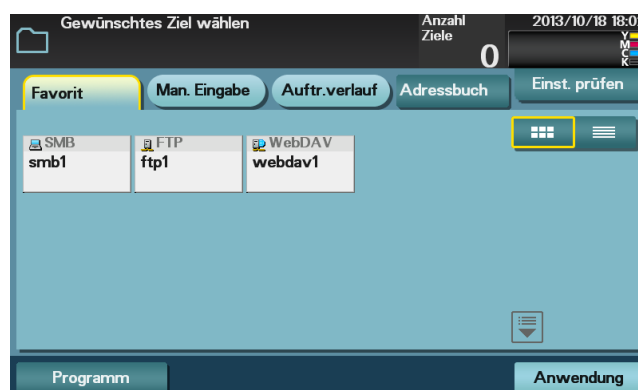 Gewünschtes Ziel wählen
Anzahl
Ziele
0
2013/10/18 18:0
Y
M
C
K
Favorit
Man. Eingabe
Auftr.verlauf
Adressbuch
Einst. prüfen
SMB
smb1
FTP
ftp1
WebDAV
webdav1
Programm
Anwendung